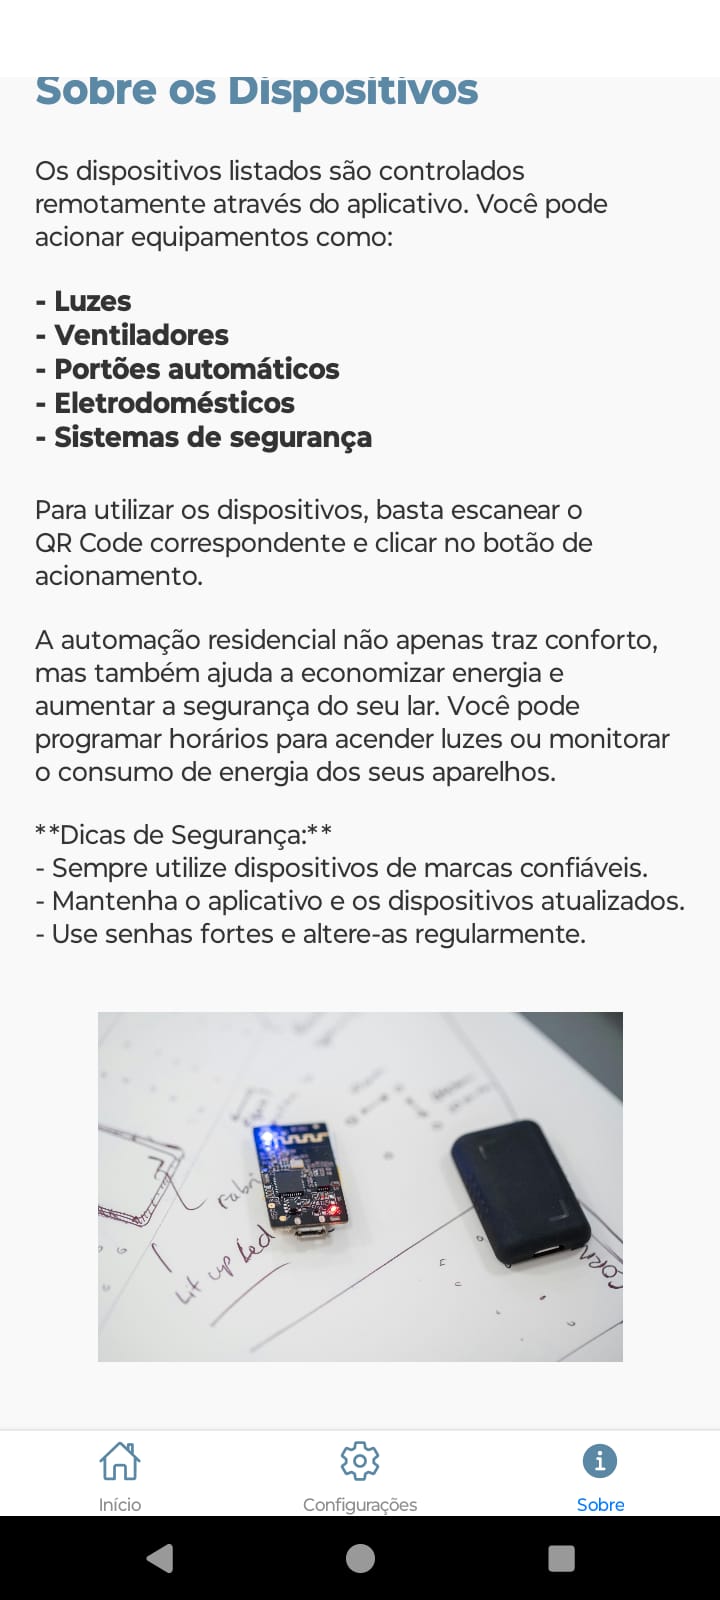 Sobre os Dispositivos
Os dispositivos listados são controlados
remotamente através do aplicativo. Você pode
acionar equipamentos como:
- Luzes
- Ventiladores
- Portões automáticos
- Eletrodomésticos
- Sistemas de segurança
Para utilizar os dispositivos, basta escanear o
QR Code correspondente e clicar no botão de
acionamento.
A automação residencial não apenas traz conforto,
mas também ajuda a economizar energia e
aumentar a segurança do seu lar. Você pode
programar horários para acender luzes ou monitorar
o consumo de energia dos seus aparelhos.
**Dicas de Segurança:**
- Sempre utilize dispositivos de marcas confiáveis.
- Mantenha o aplicativo e os dispositivos atualizados.
- Use senhas fortes e altere-as regularmente.
Lit up Led
Início
Configurações
Sobre